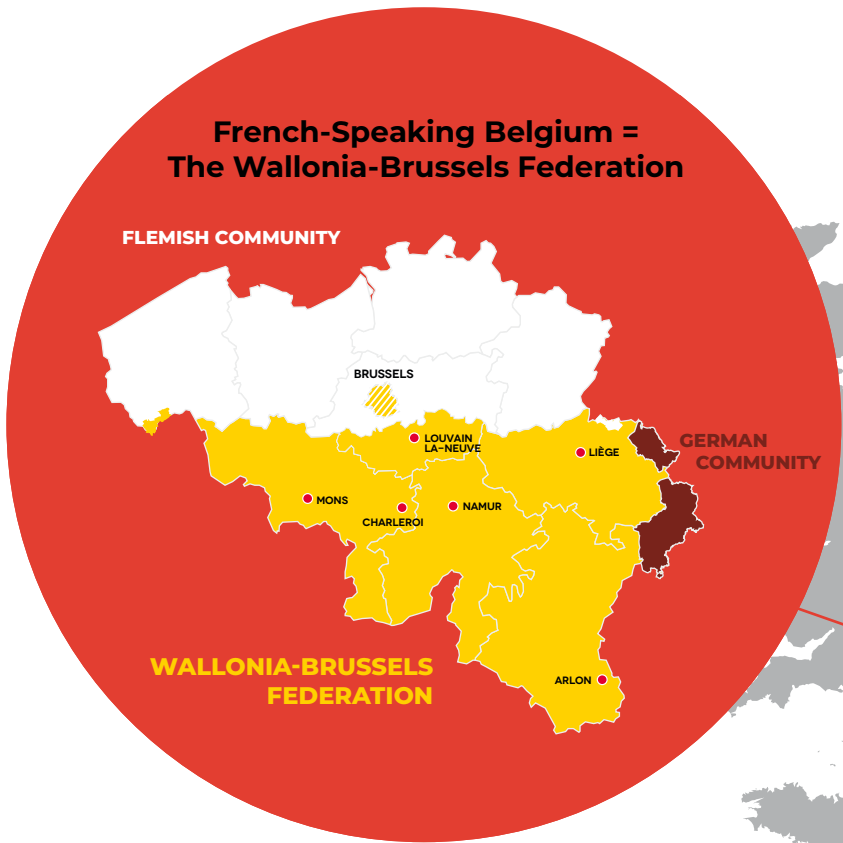 French-Speaking Belgium =
The Wallonia-Brussels Federation
FLEMISH COMMUNITY
BRUSSELS
LOUVAIN
LA-NEUVE
LIÈGE
GERMAN
COMMUNITY
MONS
NAMUR
CHARLEROI
WALLONIA-BRUSSELS
FEDERATION
ARLON